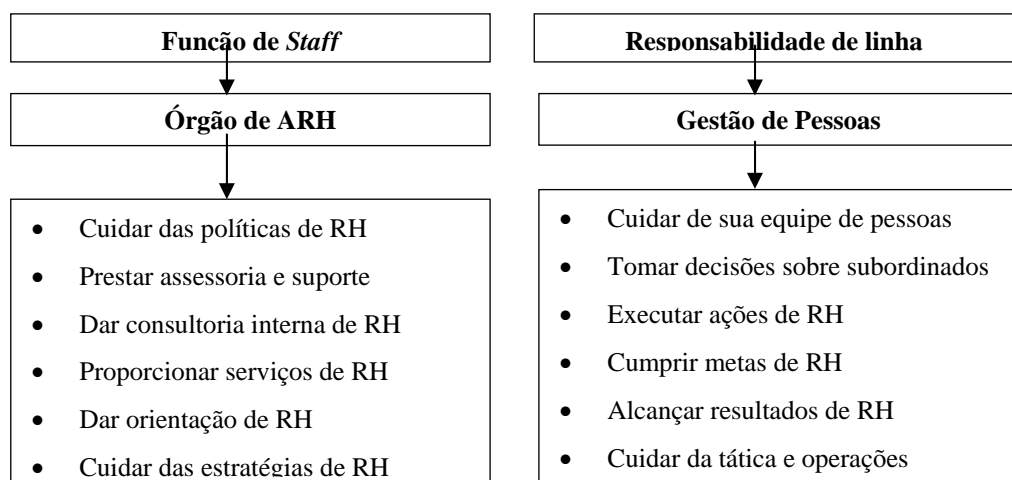 Função de Staff
Órgão de ARH
• Cuidar das políticas de RH
• Prestar assessoria e suporte
• Dar consultoria interna de RH
• Proporcionar serviços de RH
• Dar orientação de RH
• Cuidar das estratégias de RH
Responsabilidade de linha
Gestão de Pessoas
• Cuidar de sua equipe de pessoas
• Tomar decisões sobre subordinados
• Executar ações de RH
• Cumprir metas de RH
• Alcançar resultados de RH
• Cuidar da tática e operações